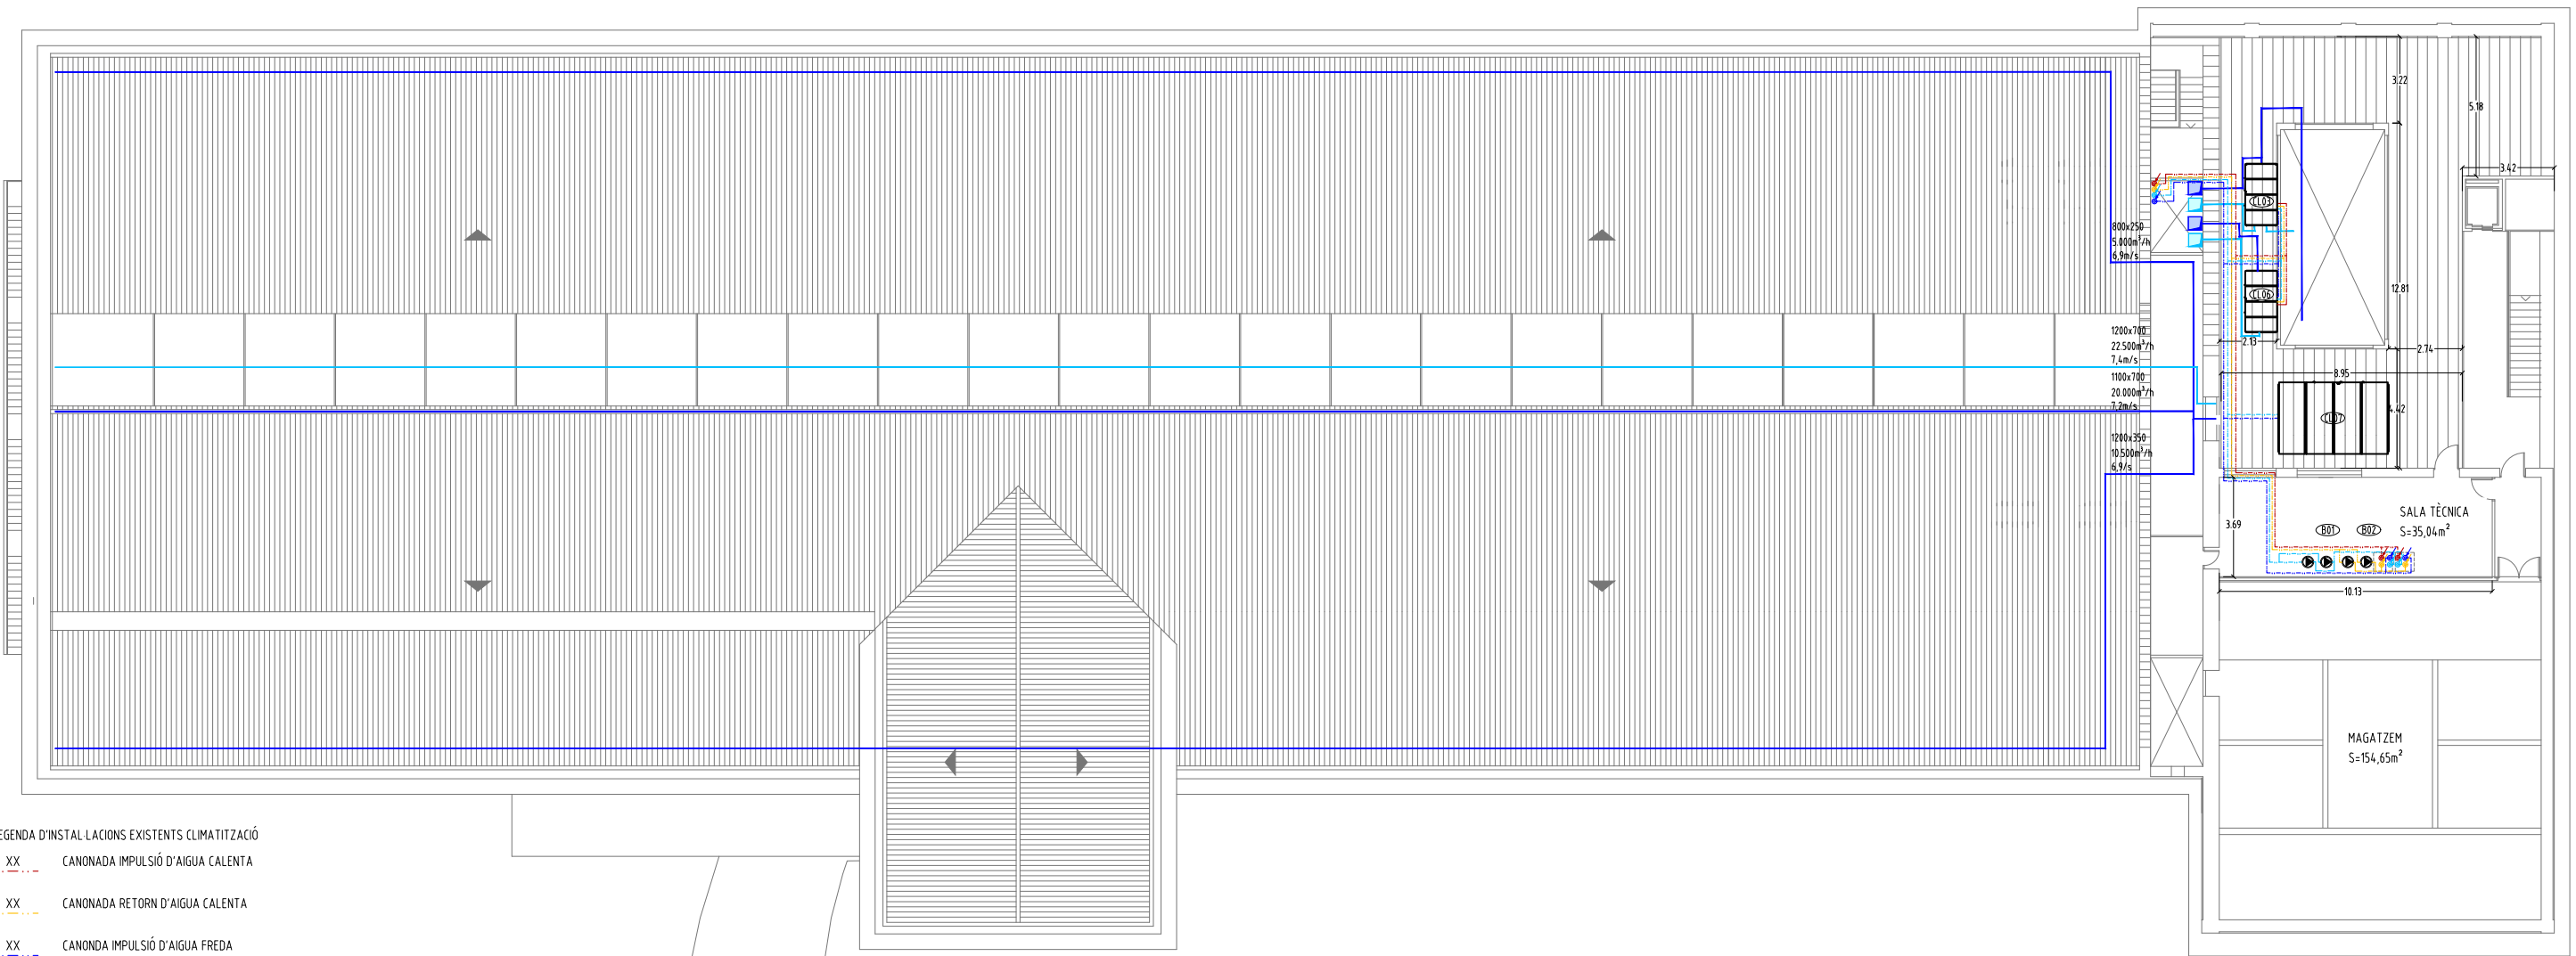 3.22
5.18
3.42
CL03
800x250
5.000m³/h
6,9m/s
12.81
CL06
1200x700
22.500m³/h
7,4m/s
2.13
2.74
8.95
1100x700
20.000m³/h
7,2m/s
4.42
CL07
1200x350
10.500m³/h
6,9/s
3.69
SALA TÈCNICA
S=35,04m²
B01
B02
10.13
MAGATZEM
S=154,65m²
EGENDA D'INSTAL·LACIONS EXISTENTS CLIMATITZACIÓ
XX CANONADA IMPULSIÓ D'AIGUA CALENTA
XX CANONADA RETORN D'AIGUA CALENTA
XX CANONDA IMPULSIÓ D'AIGUA FREDA